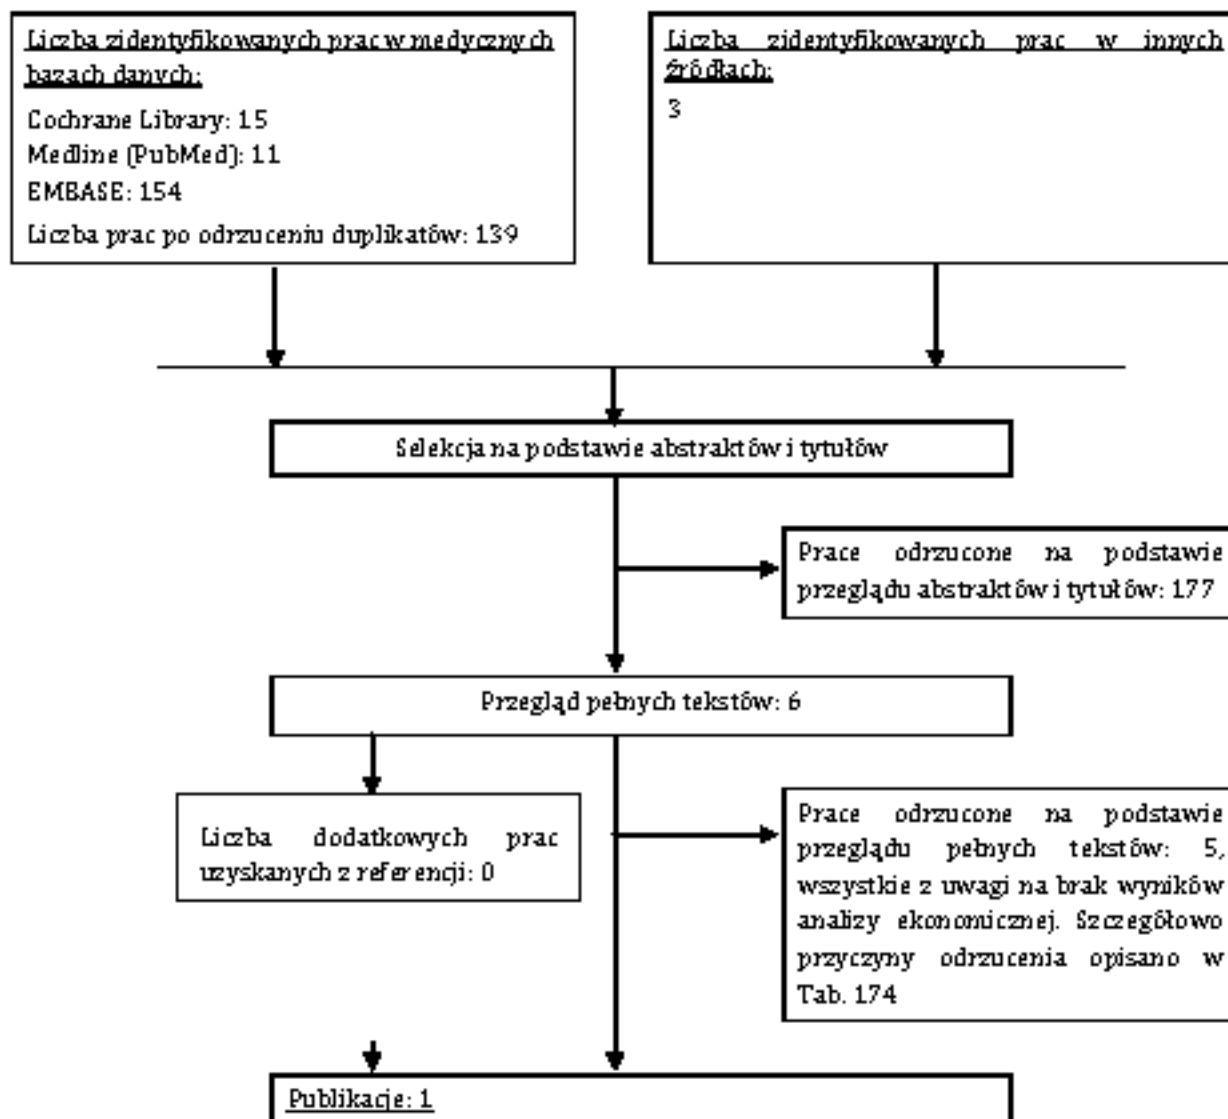 Liczba zidentyfikowanych prac w medycznych
bazach danych:
Cochrane Library: 15
Medline (PubMed): 11
EMBASE: 154
Liczba prac po odrzuceniu duplikatów: 139
Liczba zidentyfikowanych prac w innych
źródłach:
3
Selekcja na podstawie abstraktów i tytułów
Prace odrzucone na podstawie
przeglądu abstraktów i tytułów: 177
Przegląd pełnych tekstów: 6
Liczba dodatkowych prac
uzyskanych z referencji: 0
Prace odrzucone na podstawie
przeglądu pełnych tekstów: 5,
wszystkie z uwagi na brak wyników
analizy ekonomicznej. Szczegółowo
przyczyny odrzucenia opisano w
Tab. 174
Publikacje: 1